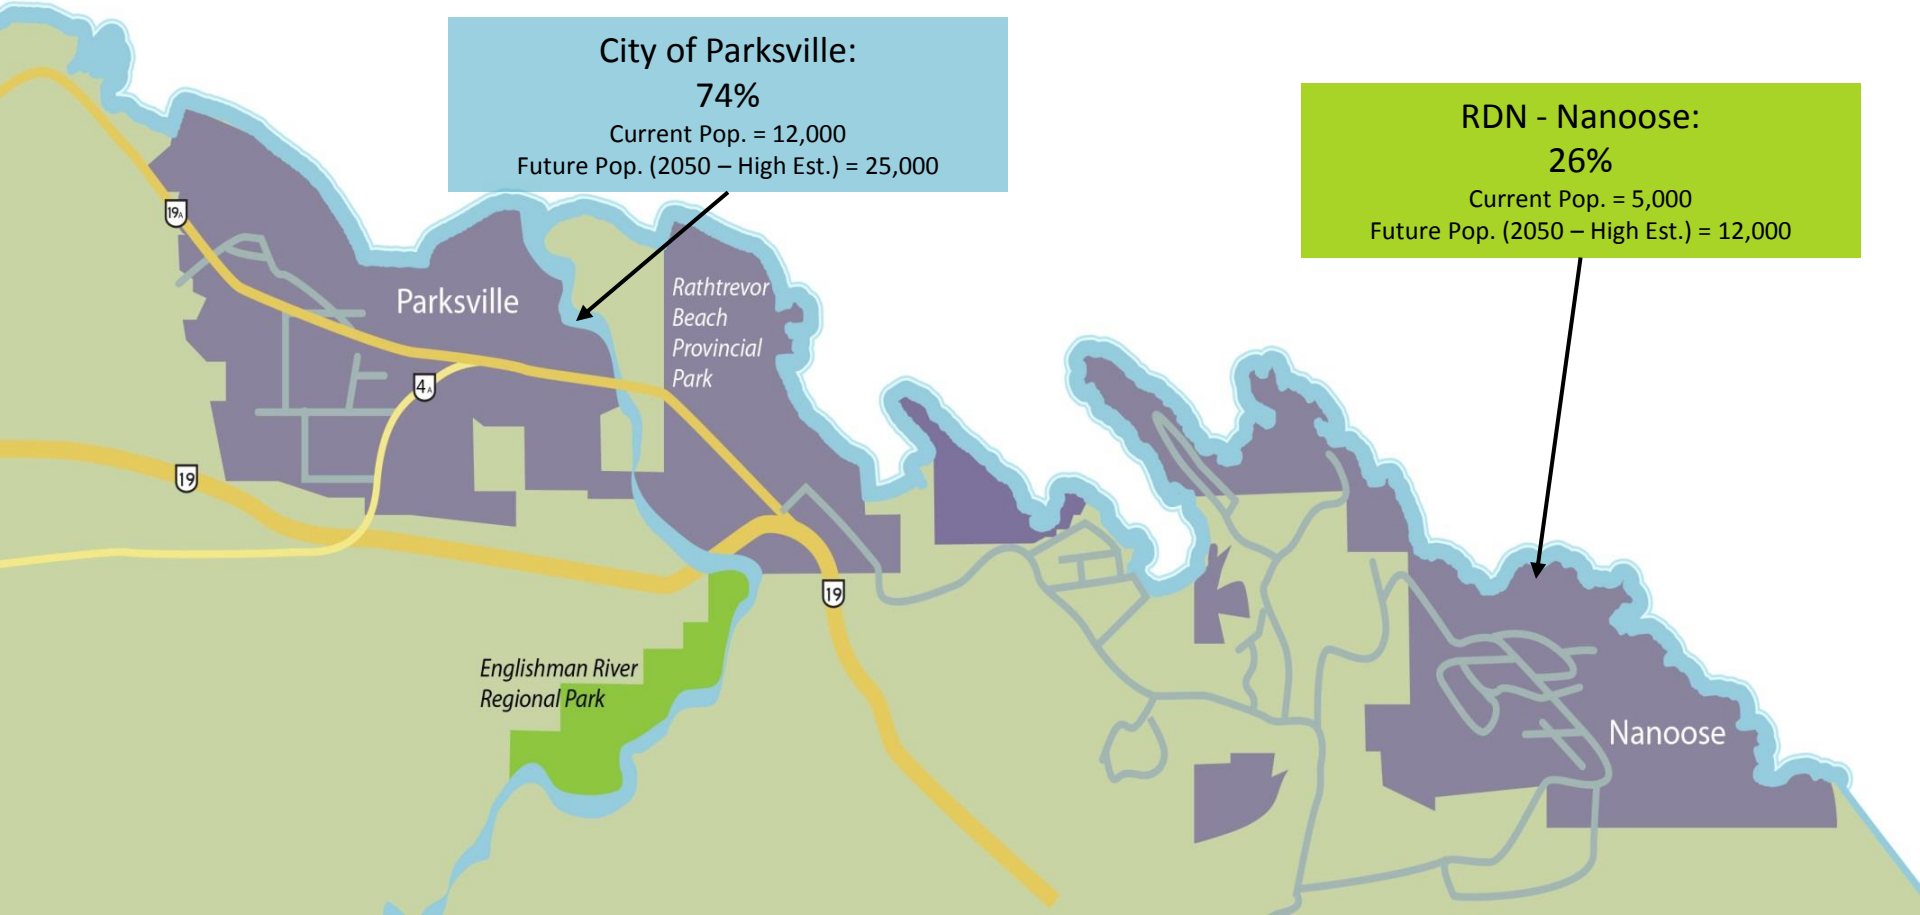 City of Parksville:
74%
Current Pop. = 12,000
Future Pop. (2050 – High Est.) = 25,000
RDN - Nanoose:
26%
Current Pop. = 5,000
Future Pop. (2050 – High Est.) = 12,000
19A
Parksville
Rathtrevor
Beach
Provincial
Park
4A
19
19
Englishman River
Regional Park
Nanoose